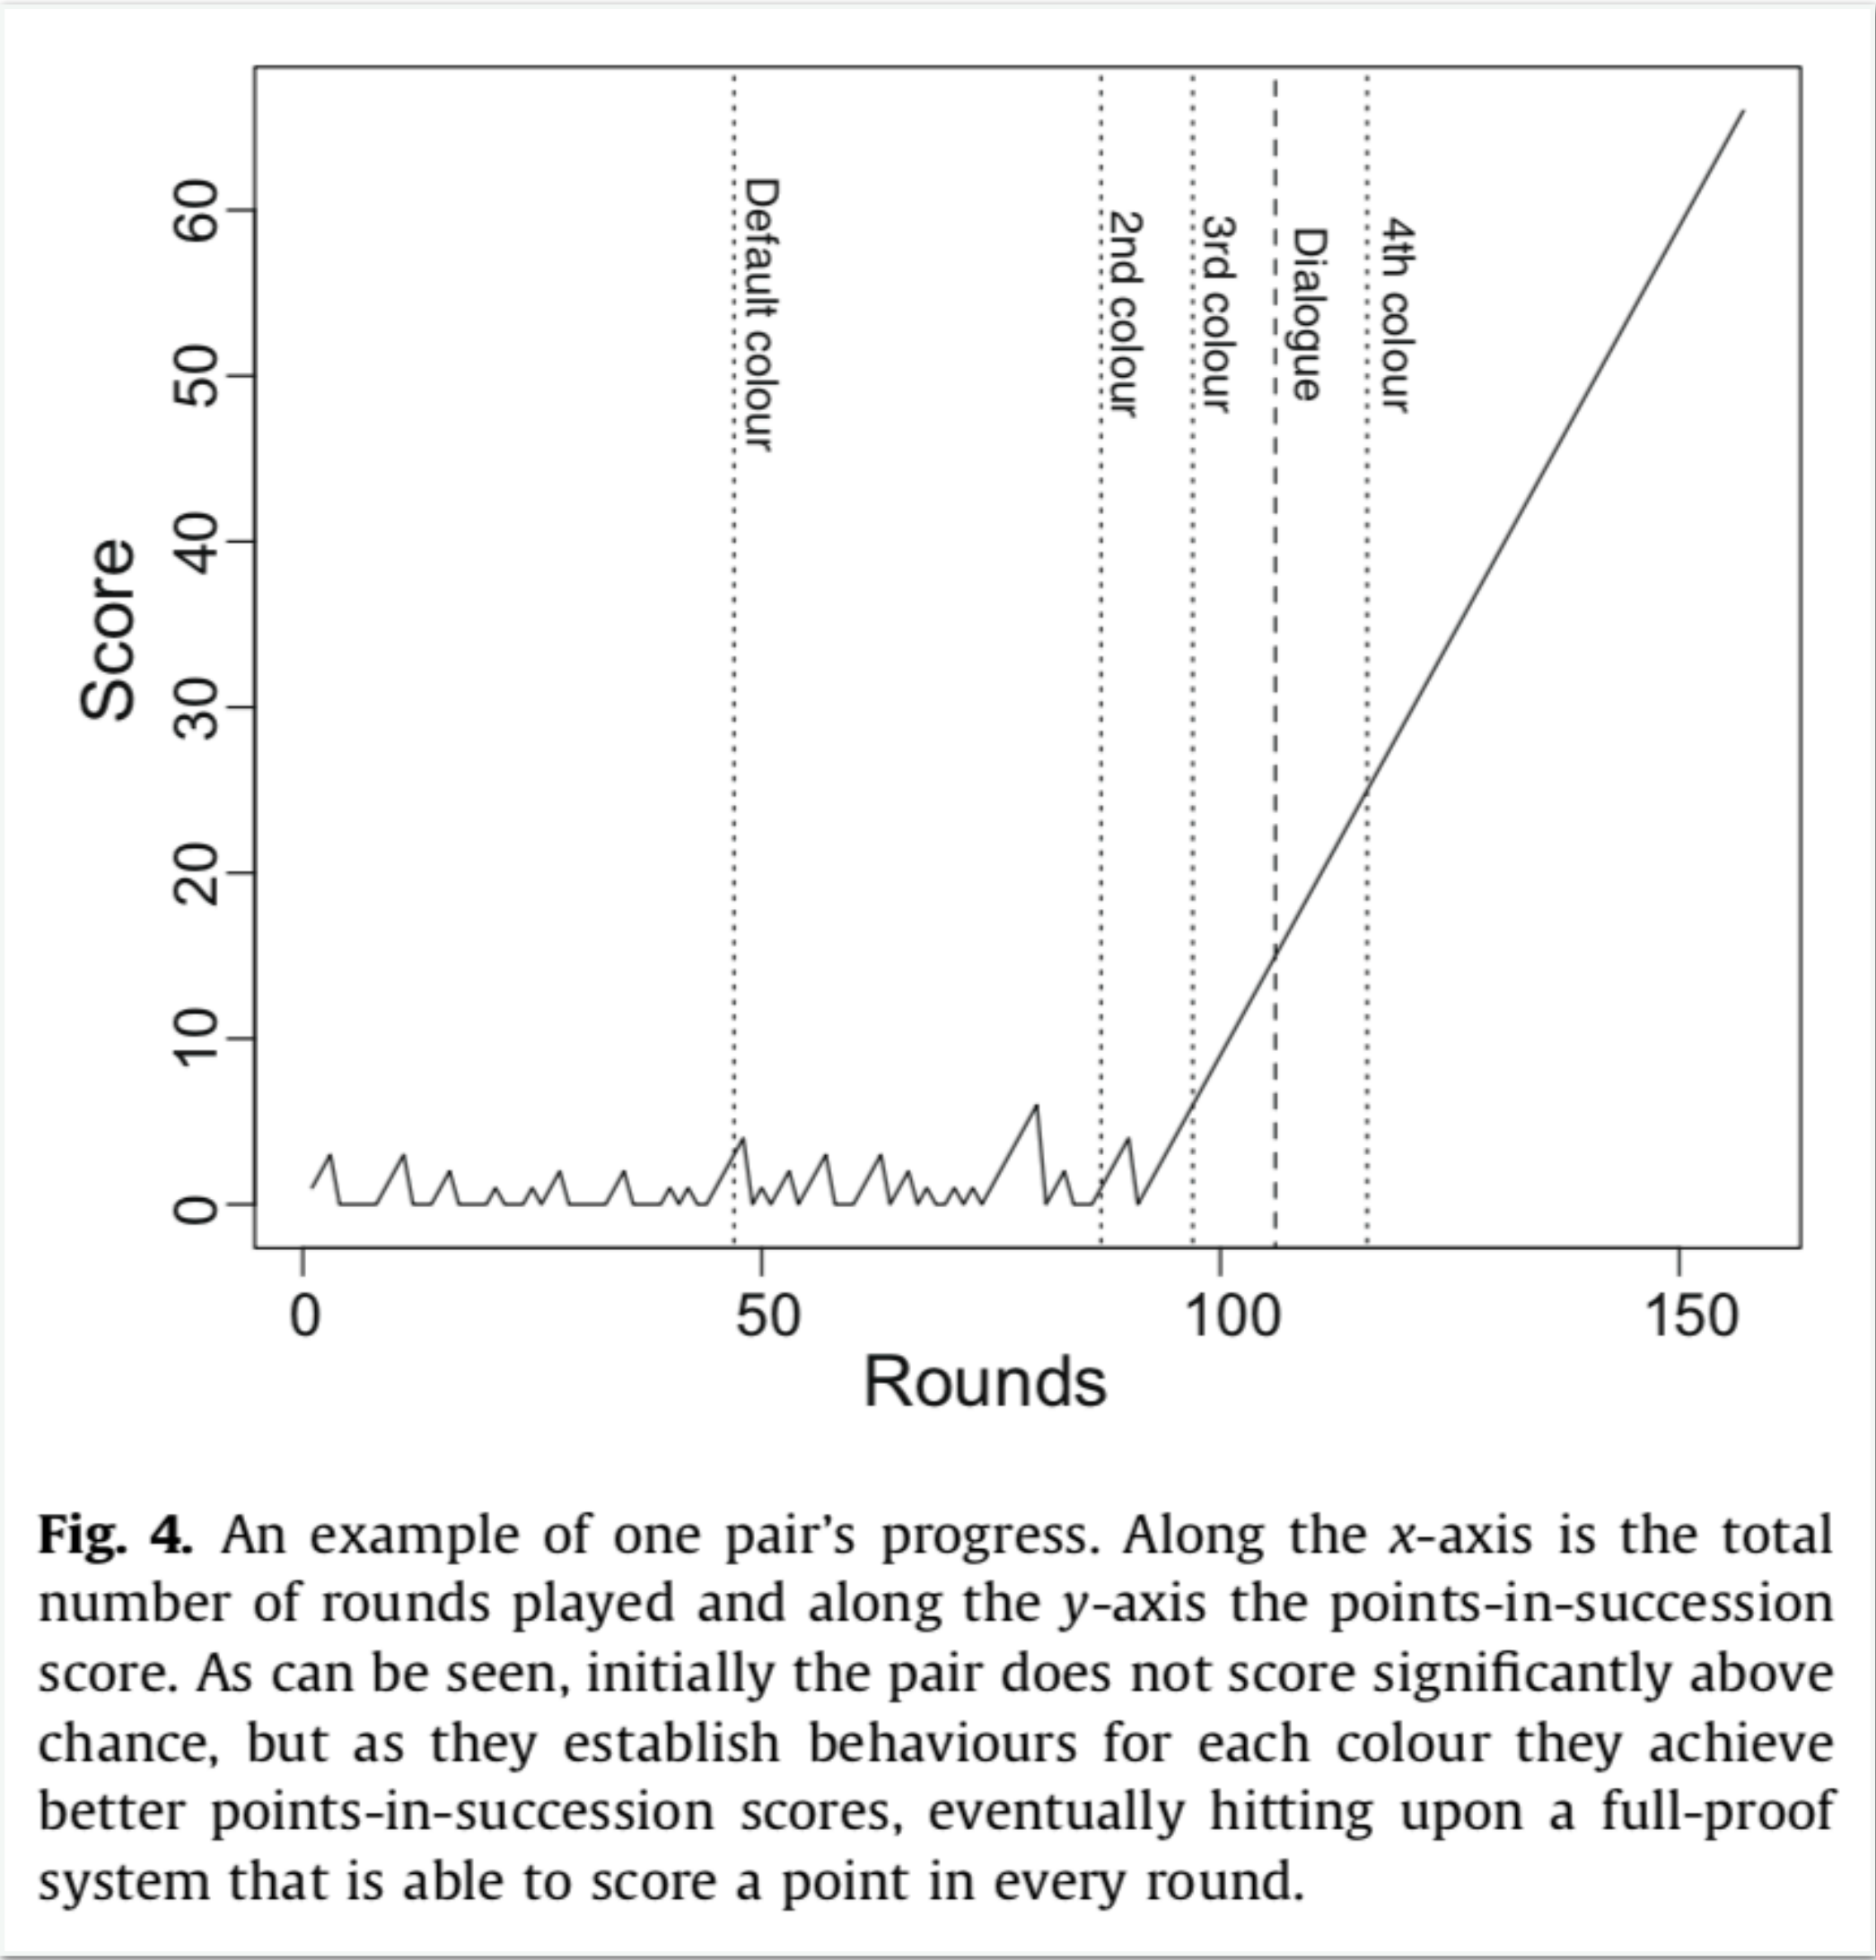 Default colour
2nd colour
3rd colour
Dialogue
4th colour
Score
60
50
40
30
20
10
0
0 50 100 150
Rounds
Fig. 4. An example of one pair’s progress. Along the x-axis is the total
number of rounds played and along the y-axis the points-in-succession
score. As can be seen, initially the pair does not score significantly above
chance, but as they establish behaviours for each colour they achieve
better points-in-succession scores, eventually hitting upon a full-proof
system that is able to score a point in every round.